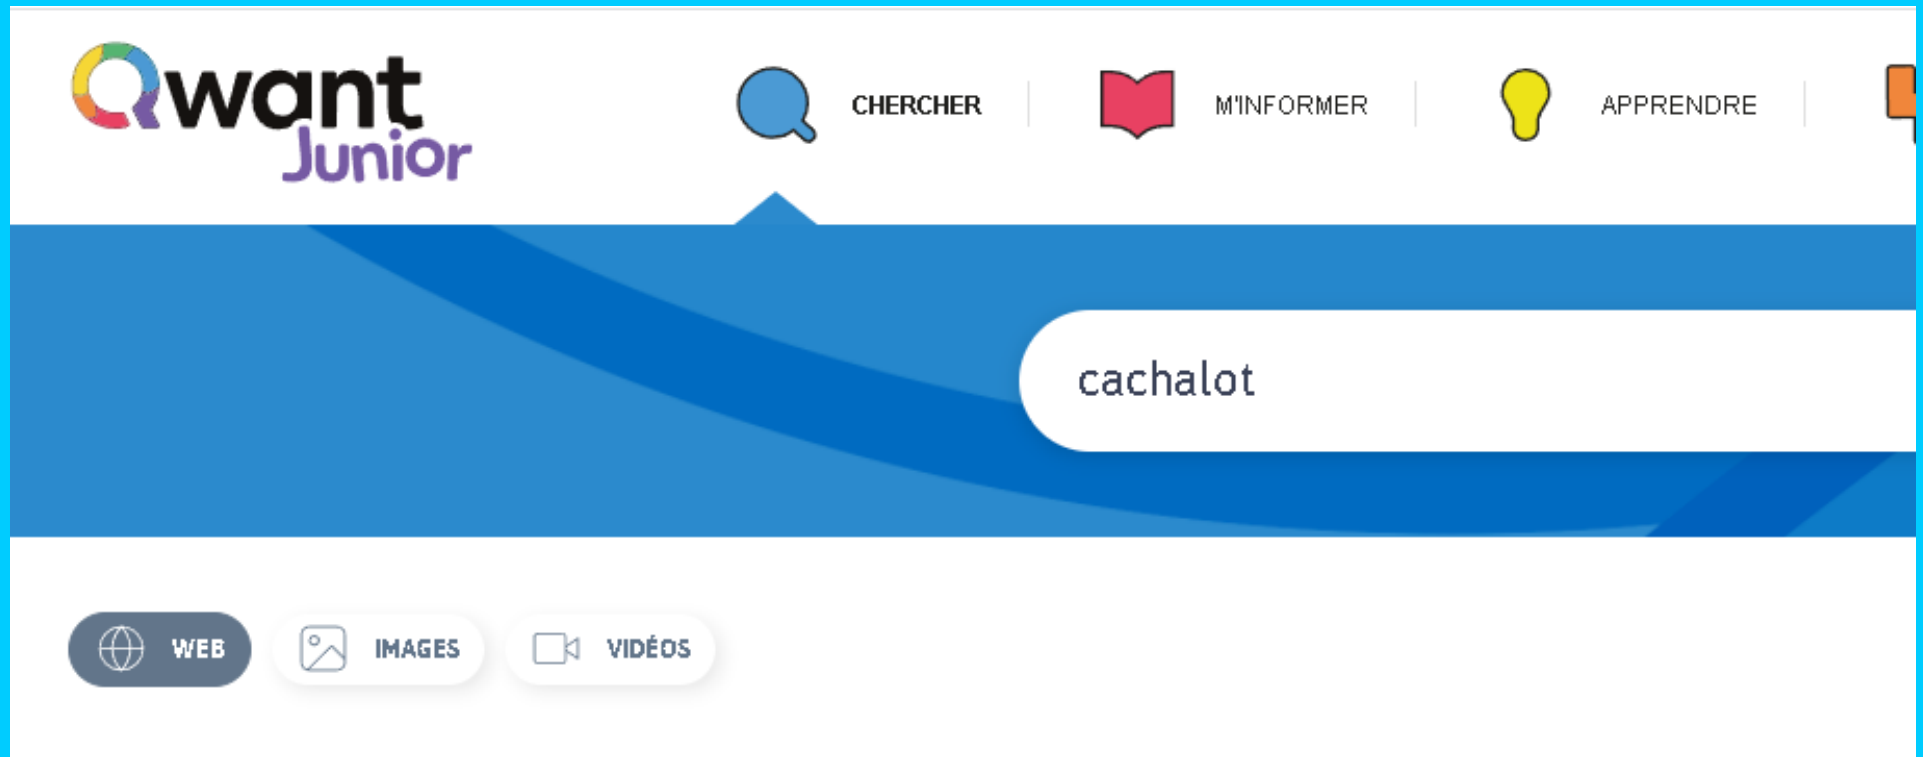 Qwant
Junior
CHERCHER
M'INFORMER
APPRENDRE
cachalot
WEB
IMAGES
VIDÉOS